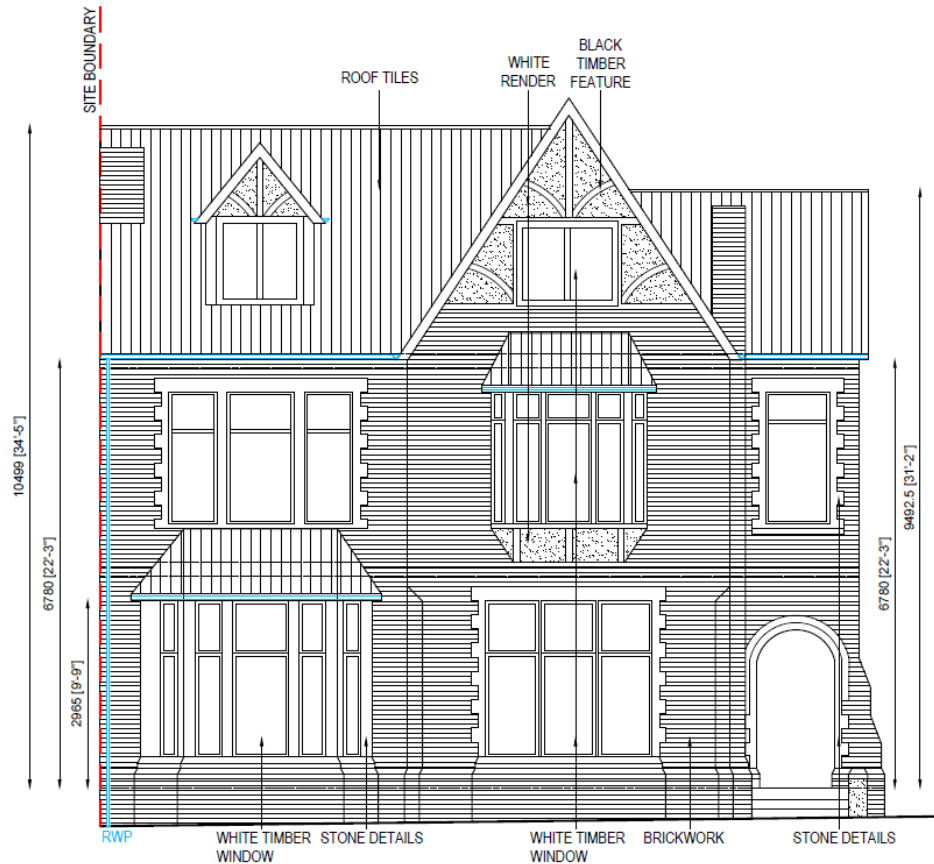 SITE BOUNDARY
ROOF TILES
WHITE
RENDER
BLACK
TIMBER
FEATURE
10499 [34'-5"]
6780 [22'-3"]
2965 [9'-9"]
6780 [22'-3"]
9492.5 [31'-2"]
RWP
WHITE TIMBER
WINDOW
STONE DETAILS
WHITE TIMBER
WINDOW
BRICKWORK
STONE DETAILS